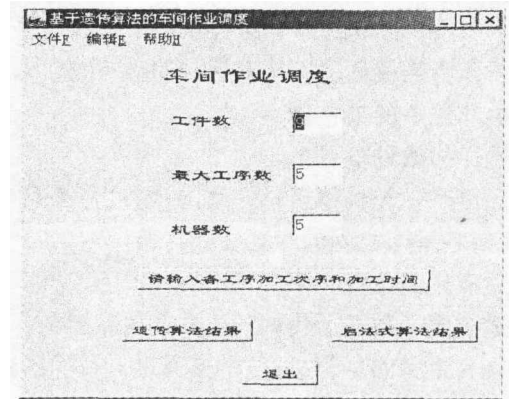 基于遗传算法的车间作业调度
文件F 编辑E 帮助H
车间作业调度
工件数
最大工序数 5
机器数 5
请输入各工序加工次序和加工时间
遗传算法结果 启法式算法结果
退出